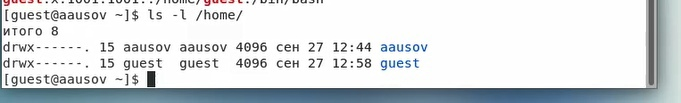 guest:x:1001:1001::/home/guest:/bin/bash
[guest@aausov ~]$ ls -l /home/
итого 8
drwx------. 15 aausov aausov 4096 сен 27 12:44 aausov
drwx------. 15 guest  guest  4096 сен 27 12:58 guest
[guest@aausov ~]$